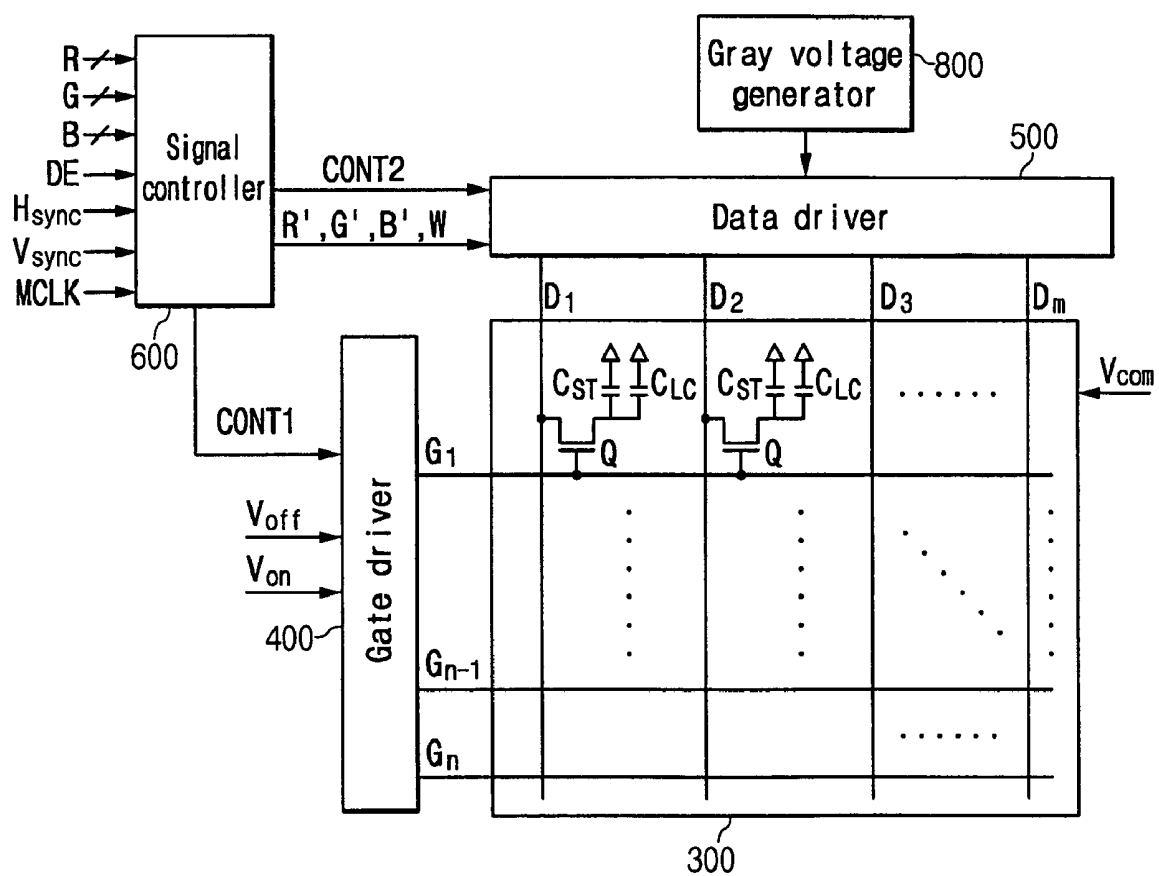 R
G
B
DE
Hsync
Vsync
MCLK
Signal
controller
600
Gray voltage
generator
800
CONT2
R',G',B',W
Data driver
500
D1
D2
D3
Dm
CONT1
Voff
Von
Gate driver
400
G1
Gn-1
Gn
CST
CLC
Q
CST
CLC
Q
Vcom
300